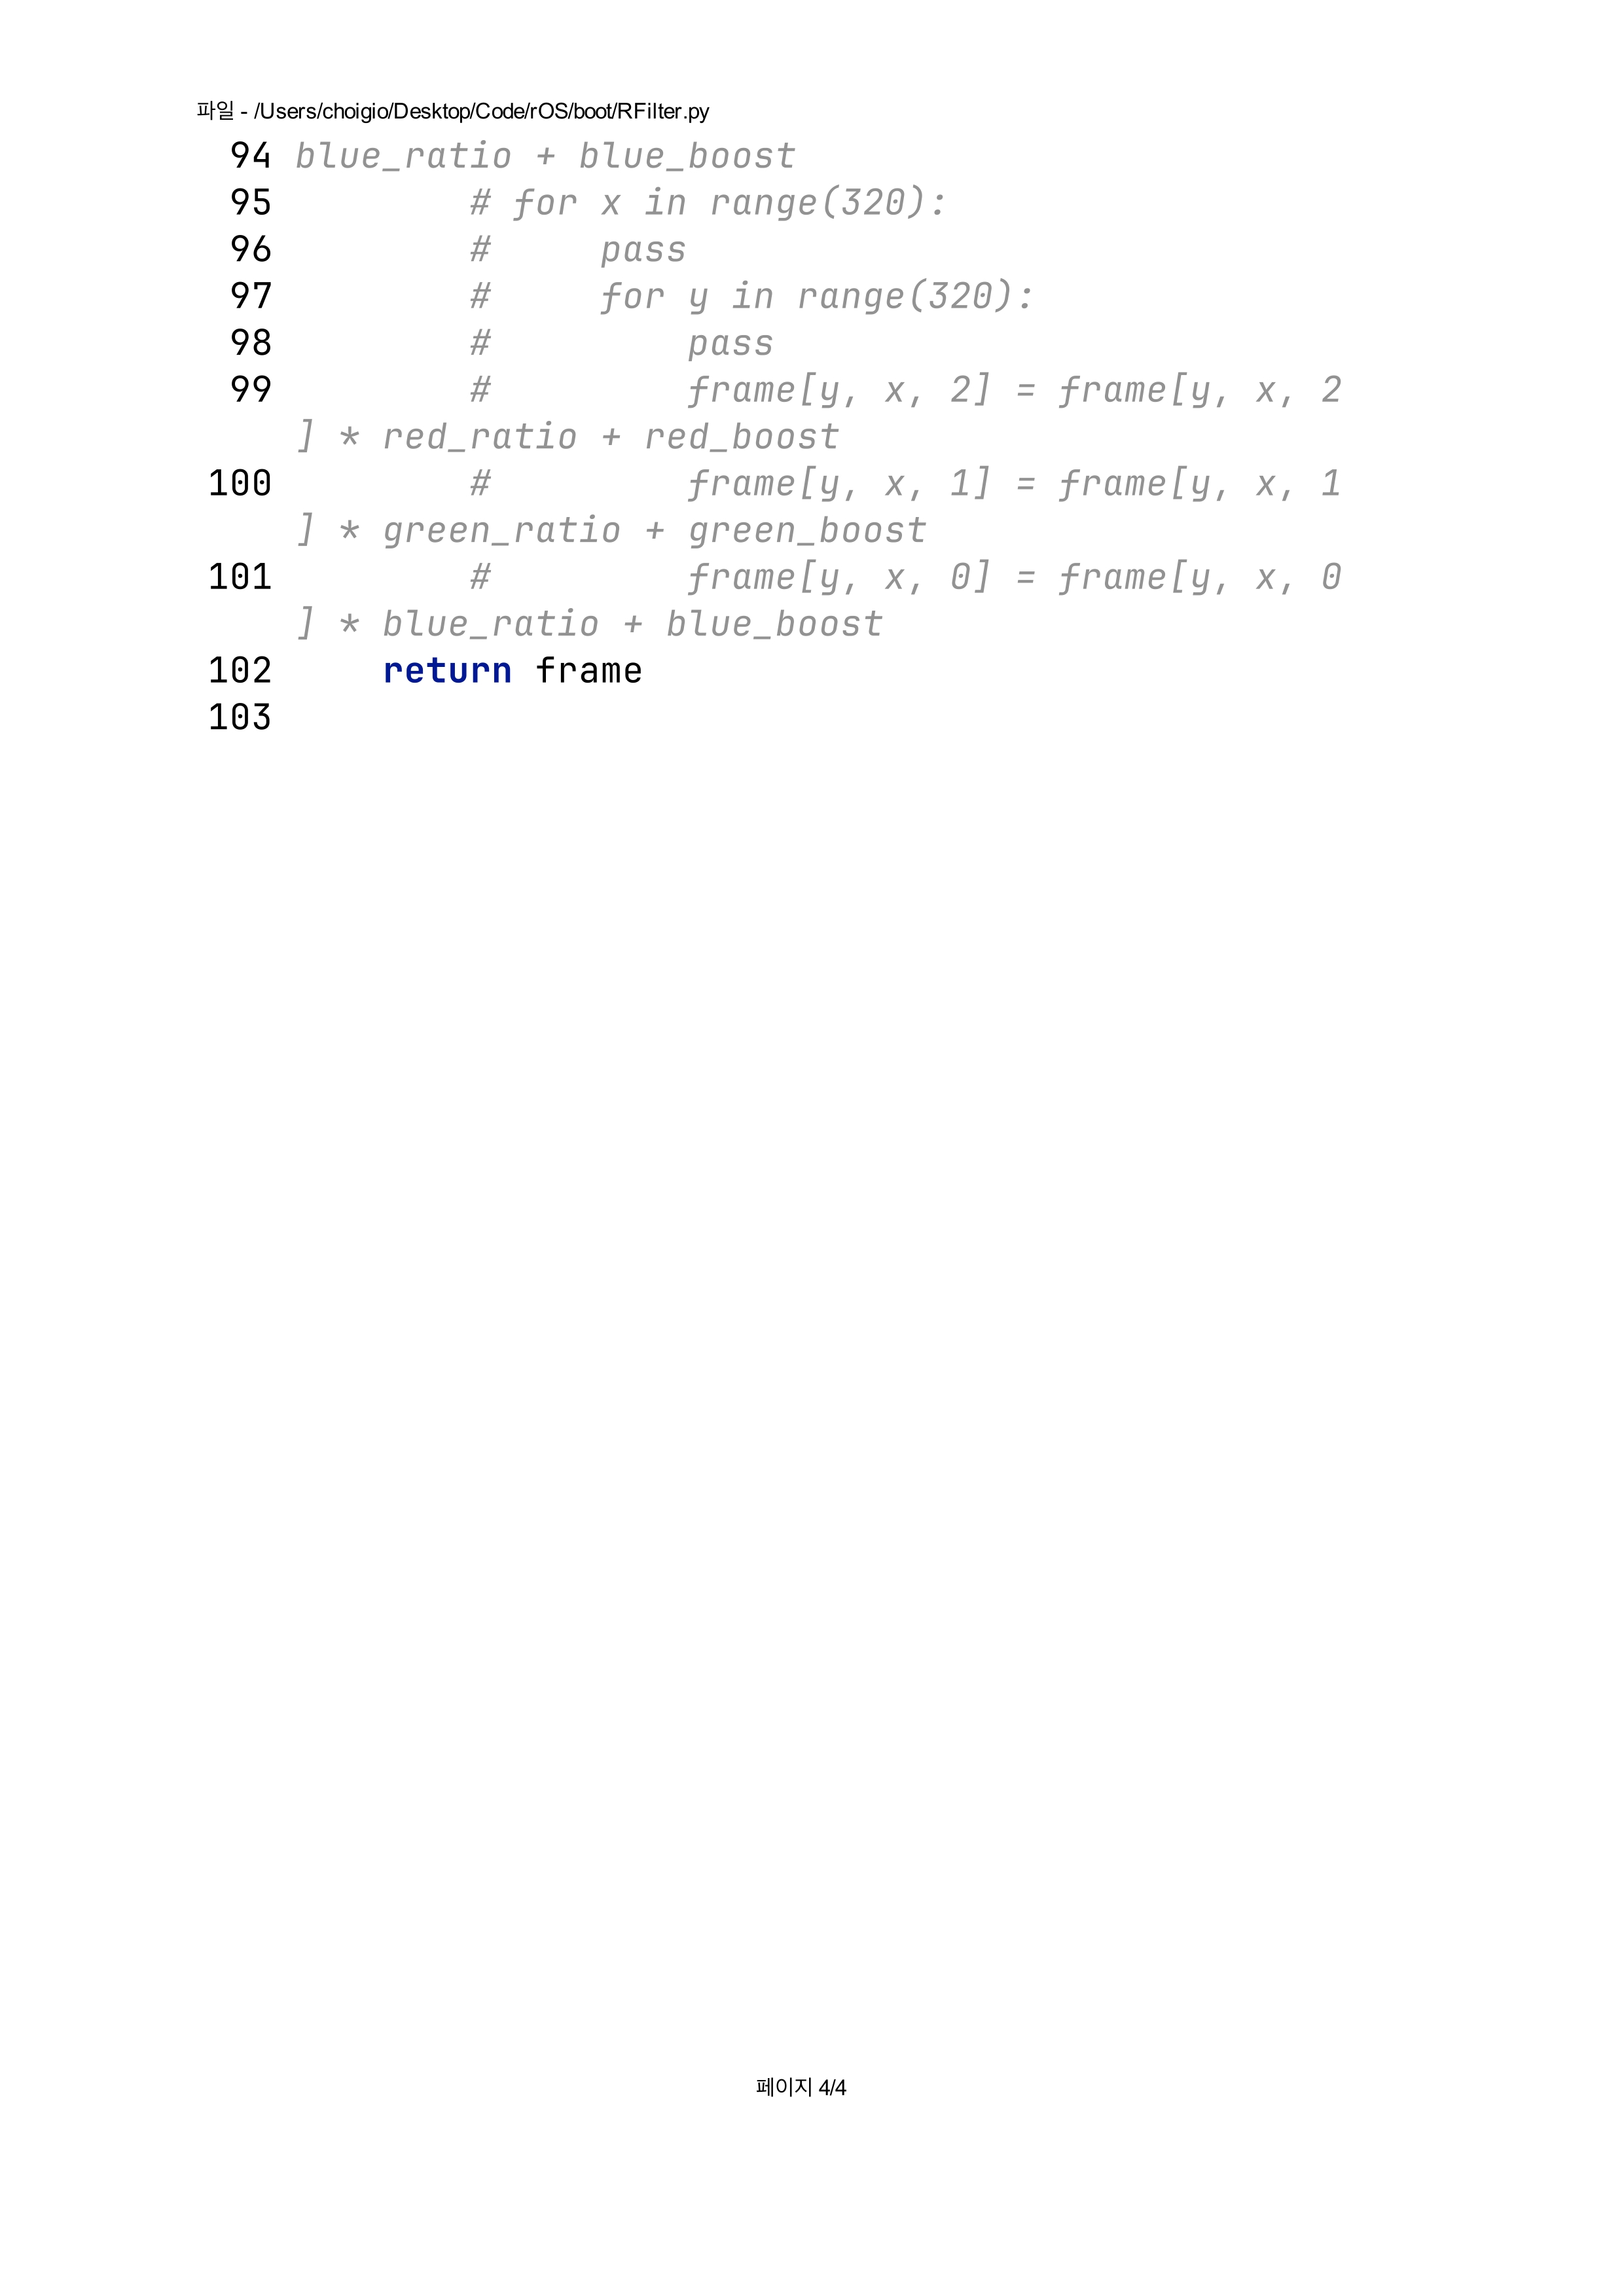 파일 - /Users/choigio/Desktop/Code/rOS/boot/RFilter.py
94 blue_ratio + blue_boost
95         # for x in range(320):
96         #     pass
97         #     for y in range(320):
98         #         pass
99         #         frame[y, x, 2] = frame[y, x, 2
] * red_ratio + red_boost
100         #         frame[y, x, 1] = frame[y, x, 1
] * green_ratio + green_boost
101         #         frame[y, x, 0] = frame[y, x, 0
] * blue_ratio + blue_boost
102     return frame
103
페이지 4/4